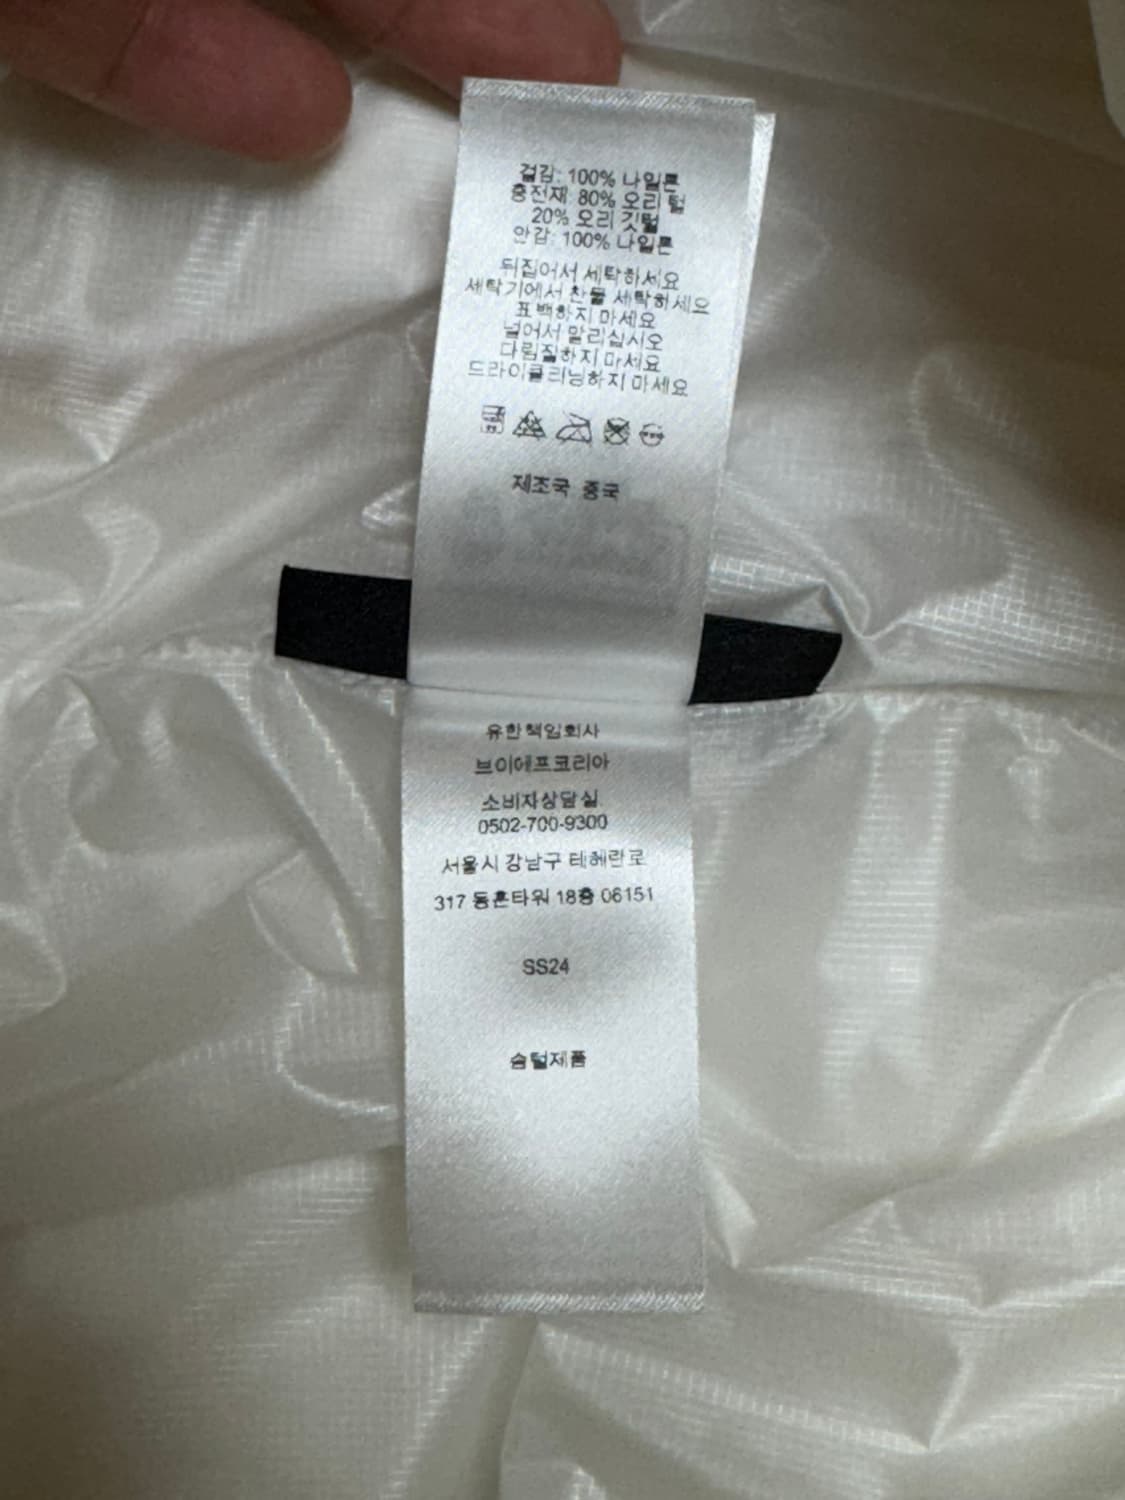 겉감: 100% 나일론
충전재: 80% 오리 털
20% 오리 깃털
안감: 100% 나일론
뒤집어서 세탁하세요
세탁기에서 찬물 세탁하세요
표백하지 마세요
널어서 말리십시오
다림질하지 마세요
드라이클리닝하지 마세요
제조국 중국
유한책임회사
브이에프코리아
소비자상담실.
0502-700-9300
서울시 강남구 테헤란로
317 동훈타워 18층 06151
SS24
솜털제품